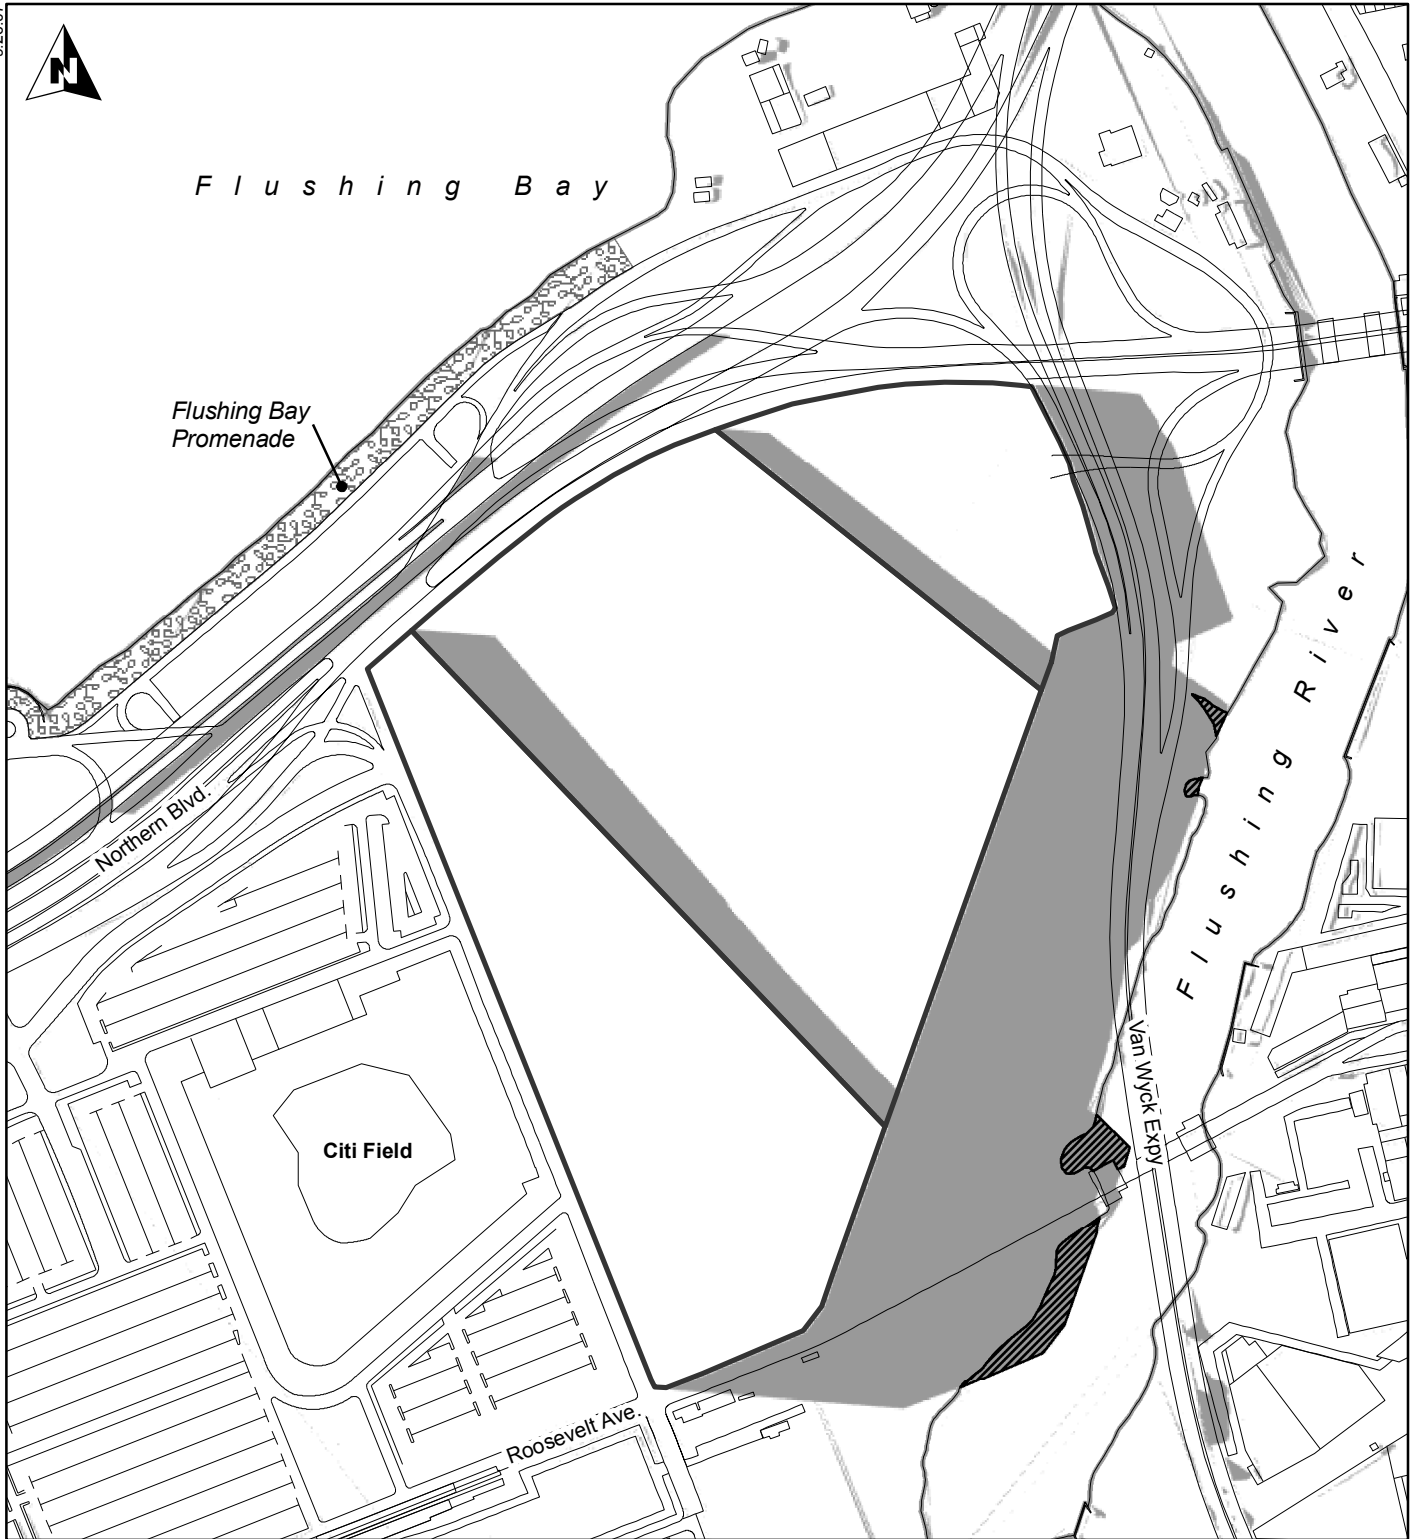 N
Flushing Bay
Flushing Bay
Promenade
Northern Blvd.
Flushing River
Van Wyck Expy
Citi Field
Roosevelt Ave.